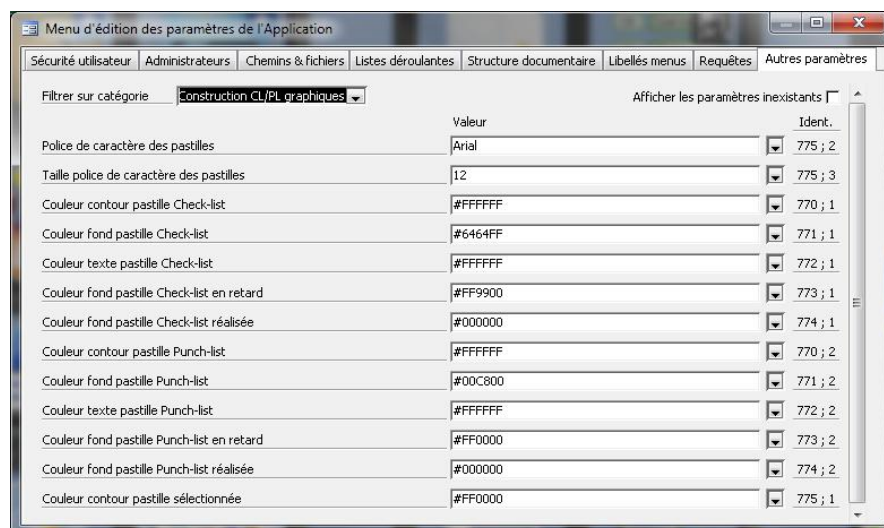 Menu d'édition des paramètres de l'Application
Sécurité utilisateur Administrateurs Chemins & fichiers Listes déroulantes Structure documentaire Libellés menus Requêtes Autres paramètres
Filtrer sur catégorie Construction CL/PL graphiques Afficher les paramètres inexistants
Valeur Ident.
Police de caractère des pastilles Arial 775 ; 2
Taille police de caractère des pastilles 12 775 ; 3
Couleur contour pastille Check-list #FFFFFF 770 ; 1
Couleur fond pastille Check-list #6464FF 771 ; 1
Couleur texte pastille Check-list #FFFFFF 772 ; 1
Couleur fond pastille Check-list en retard #FF9900 773 ; 1
Couleur fond pastille Check-list réalisée #000000 774 ; 1
Couleur contour pastille Punch-list #FFFFFF 770 ; 2
Couleur fond pastille Punch-list #00C800 771 ; 2
Couleur texte pastille Punch-list #FFFFFF 772 ; 2
Couleur fond pastille Punch-list en retard #FF0000 773 ; 2
Couleur fond pastille Punch-list réalisée #000000 774 ; 2
Couleur contour pastille sélectionnée #FF0000 775 ; 1